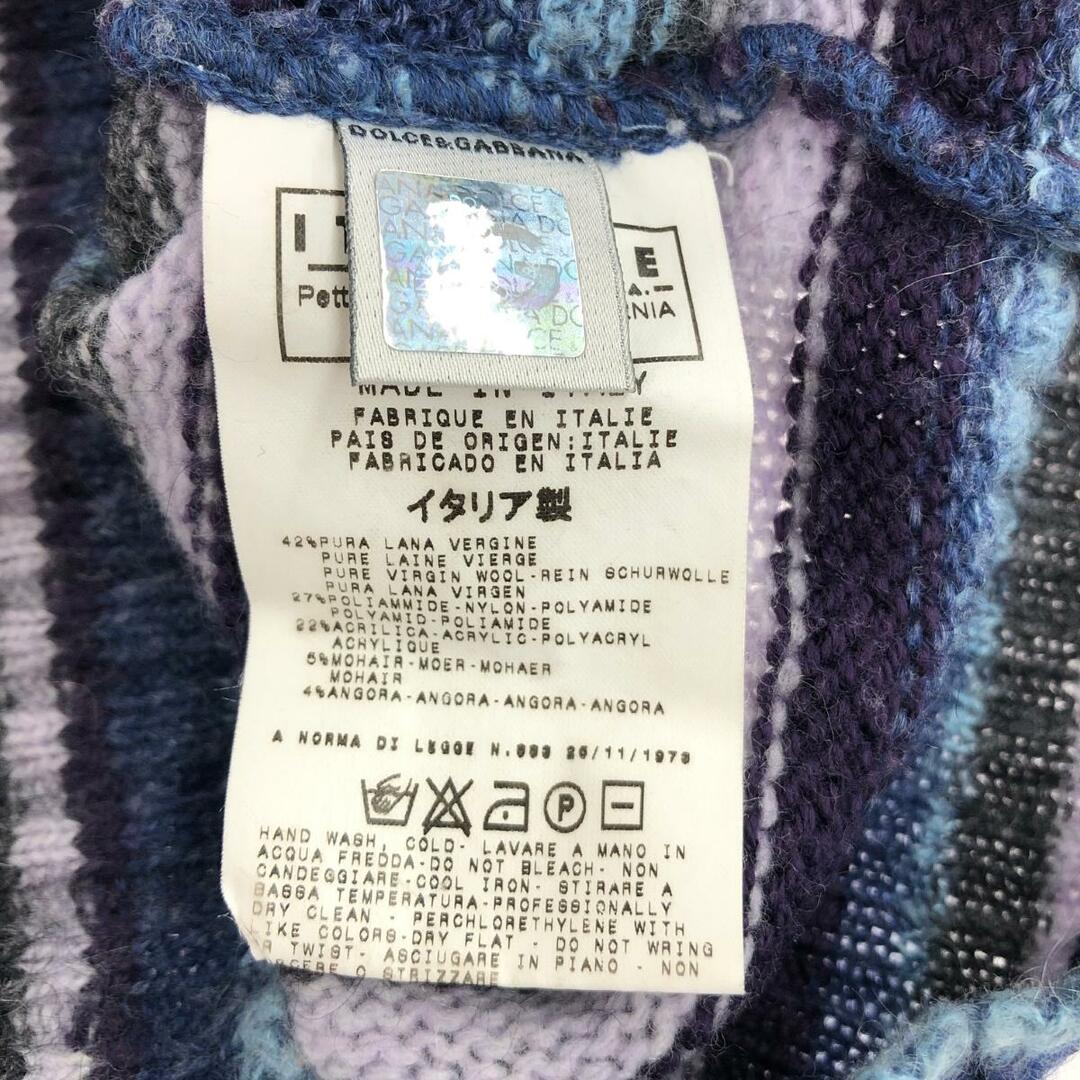 DOLCE&GABBANA
MADE IN ITALY
FABRIQUE EN ITALIE
PAIS DE ORIGEN:ITALIE
FABRICADO EN ITALIA
イタリア製
42%PURA LANA VERGINE
PURE LAINE VIERGE
PURE VIRGIN WOOL-REIN SCHURWOLLE
PURA LANA VIRGEN
27%POLIAMMIDE-NYLON-POLYAMIDE
POLYAMID-POLIAMIDE
22%ACRILICA-ACRYLIC-POLYACRYL
ACRYLIQUE
5%MOHAIR-MOER-MOHAER
MOHAIR
4%ANGORA-ANGORA-ANGORA-ANGORA
A NORMA DI LEGGE N.883 26/11/1973
P
HAND WASH, COLD- LAVARE A MANO IN
ACQUA FREDDA-DO NOT BLEACH- NON
CANDEGGIARE-COOL IRON- STIRARE A
BASSA TEMPERATURA-PROFESSIONALLY
DRY CLEAN - PERCHLORETHYLENE WITH
LIKE COLORS-DRY FLAT - DO NOT WRING
OR TWIST- ASCIUGARE IN PIANO - NON
TORCERE O STRIZZARE